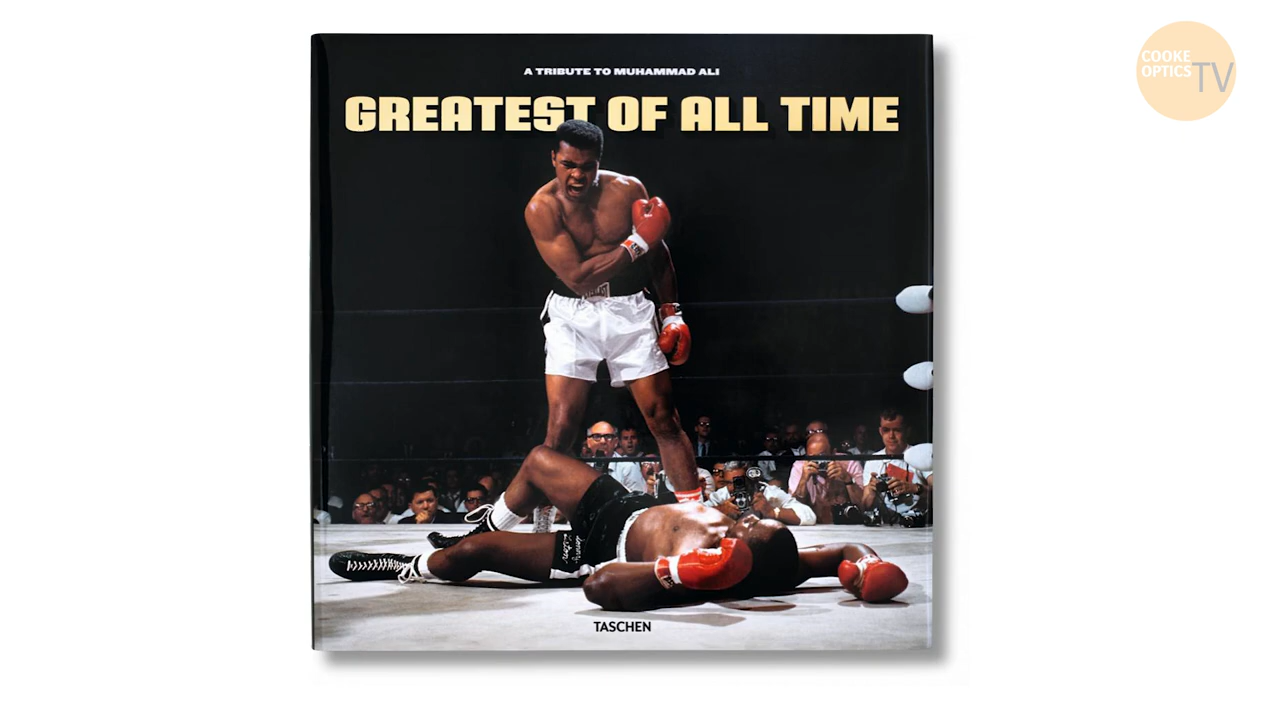 A TRIBUTE TO MUHAMMAD ALI
GREATEST OF ALL TIME
COOKE
OPTICS TV
TASCHEN